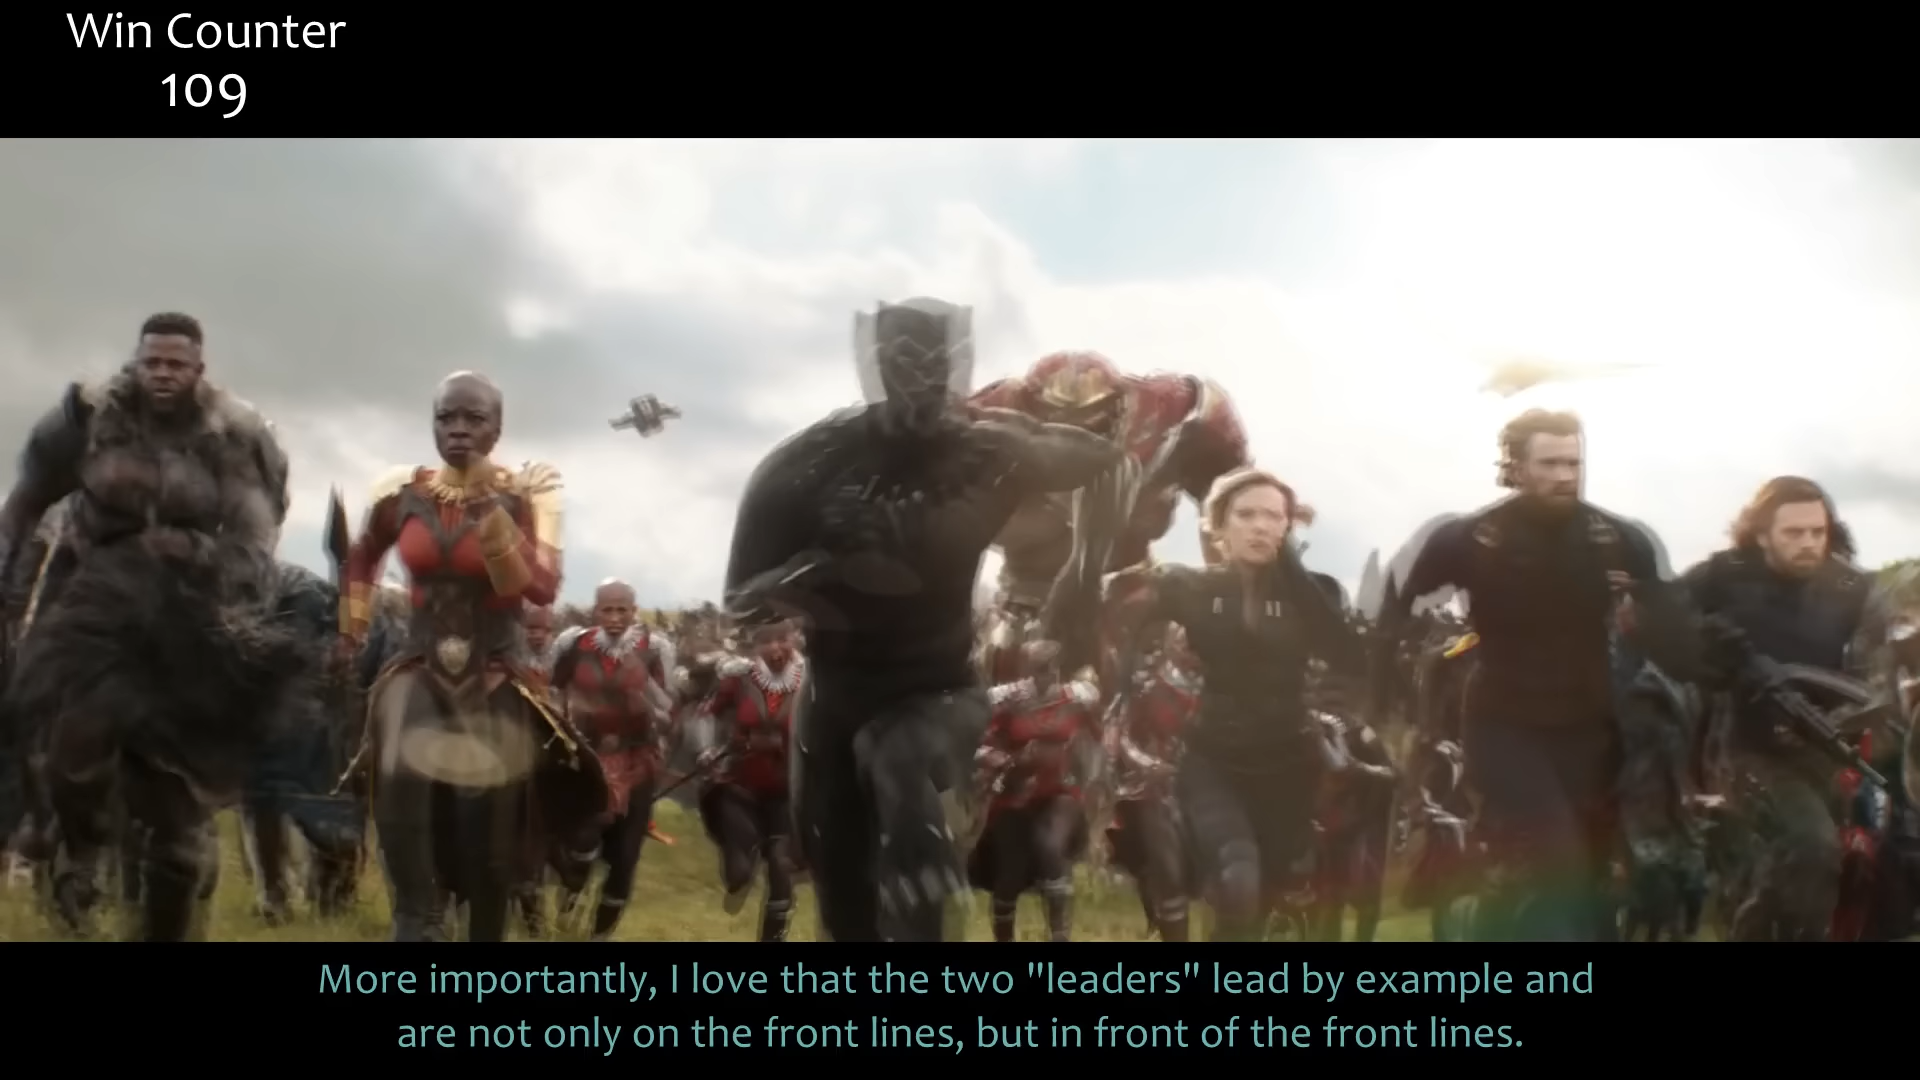 Win Counter
109
More importantly, I love that the two "leaders" lead by example and
are not only on the front lines, but in front of the front lines.